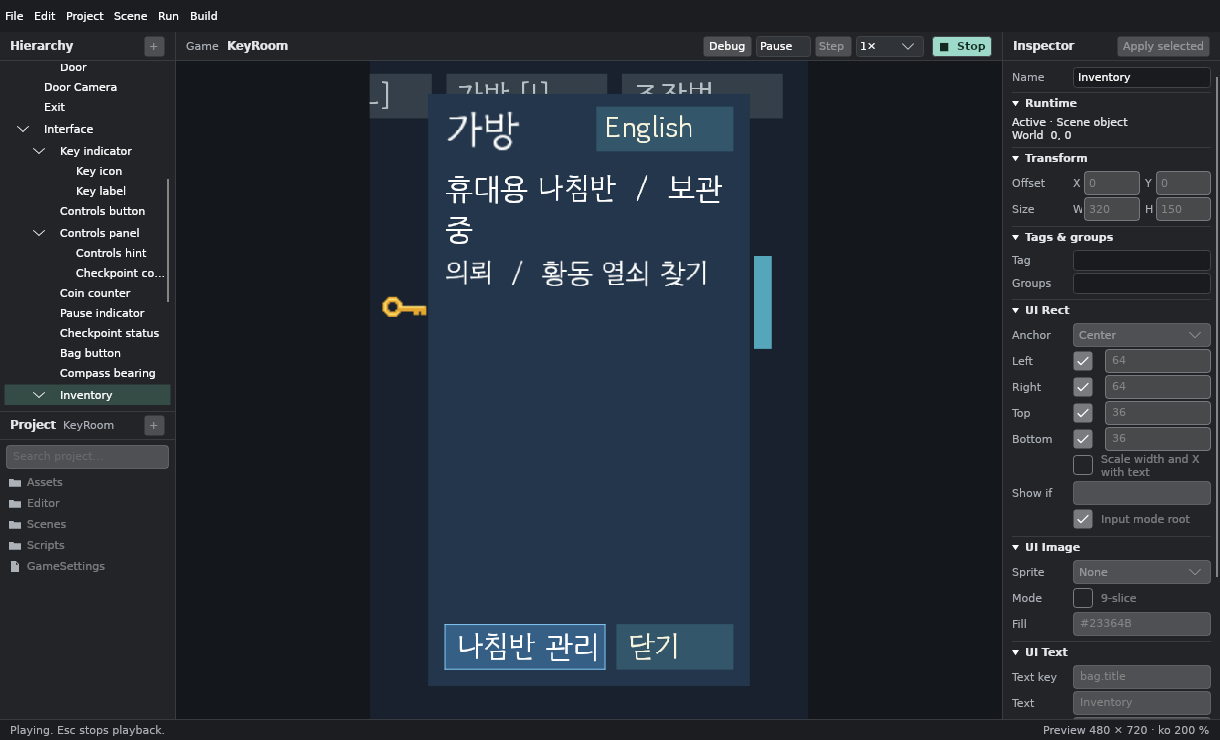 File Edit Project Scene Run Build
Hierarchy +
Door
Door Camera
Exit
Interface
Key indicator
Key icon
Key label
Controls button
Controls panel
Controls hint
Checkpoint co...
Coin counter
Pause indicator
Checkpoint status
Bag button
Compass bearing
Inventory
Project KeyRoom +
Search project...
Assets
Editor
Scenes
Scripts
GameSettings
Game KeyRoom
Debug Pause Step 1× Stop
가방 English
휴대용 나침반 / 보관
중
의뢰 / 황동 열쇠 찾기
나침반 관리 닫기
Inspector Apply selected
Name Inventory
Runtime
Active · Scene object
World 0, 0
Transform
Offset X 0 Y 0
Size W 320 H 150
Tags & groups
Tag
Groups
UI Rect
Anchor Center
Left 64
Right 64
Top 36
Bottom 36
Scale width and X
with text
Show if
Input mode root
UI Image
Sprite None
Mode 9-slice
Fill #23364B
UI Text
Text key bag.title
Text Inventory
Playing. Esc stops playback.
Preview 480 × 720 · ko 200 %